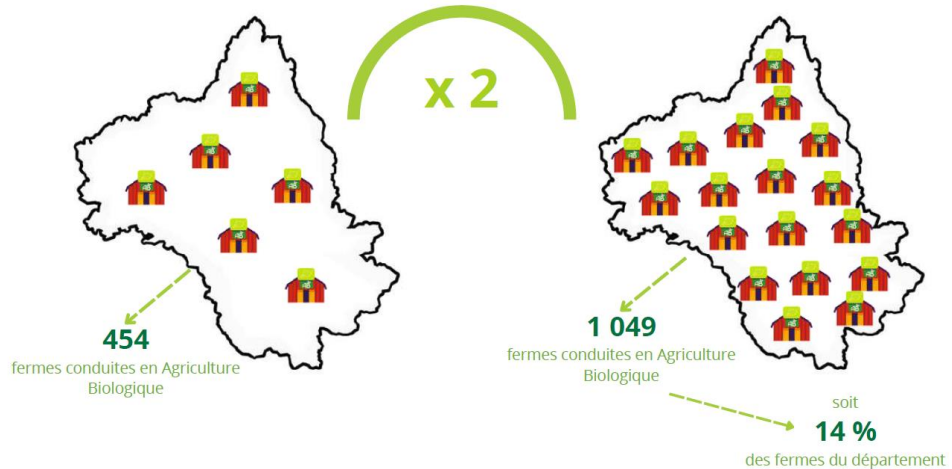 x 2
454
fermes conduites en Agriculture
Biologique
1 049
fermes conduites en Agriculture
Biologique
soit
14 %
des fermes du département